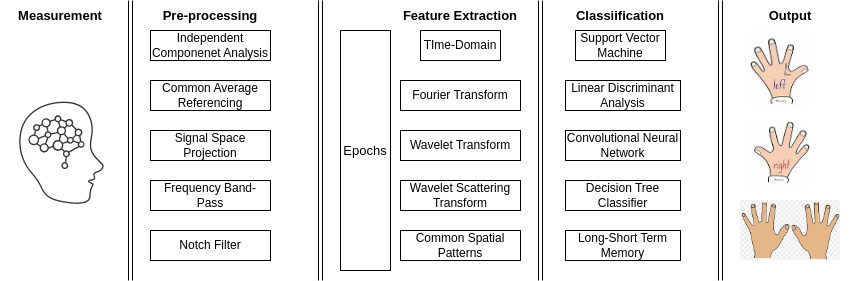 Measurement
Pre-processing
Feature Extraction
Classiification
Output
Independent
Componenet Analysis
Common Average
Referencing
Signal Space
Projection
Frequency Band-
Pass
Notch Filter
Epochs
TIme-Domain
Fourier Transform
Wavelet Transform
Wavelet Scattering
Transform
Common Spatial
Patterns
Support Vector
Machine
Linear Discriminant
Analysis
Convolutional Neural
Network
Decision Tree
Classifier
Long-Short Term
Memory
left
right